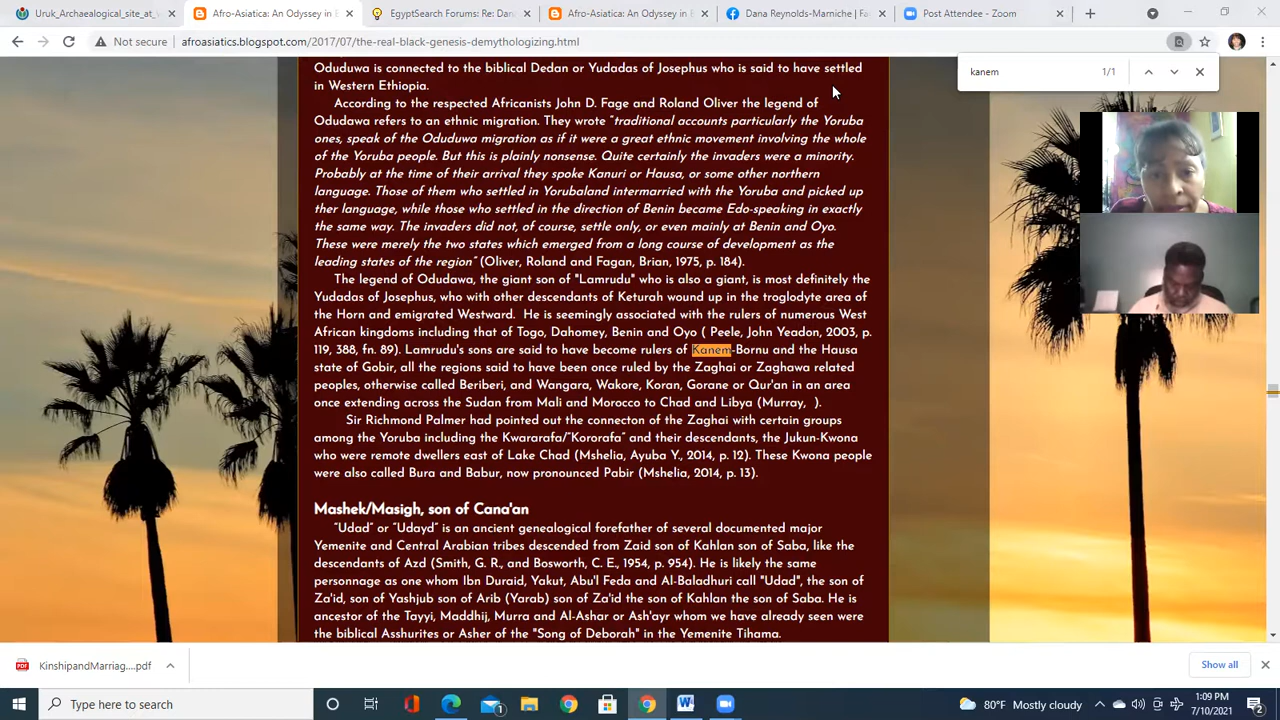 Uruk_Archaeological_site_at_
Afro-Asiatica: An Odyssey in B
EgyptSearch Forums: Re: Dan
Afro-Asiatica: An Odyssey in B
Dana Reynolds-Marniche | Fa
Post Attendee - Zoom
Not secure
afroasiatics.blogspot.com/2017/07/the-real-black-genesis-demythologizing.html
kanem
1/1
Oduduwa is connected to the biblical Dedan or Yudadas of Josephus who is said to have settled
in Western Ethiopia.
According to the respected Africanists John D. Fage and Roland Oliver the legend of
Odudawa refers to an ethnic migration. They wrote "traditional accounts particularly the Yoruba
ones, speak of the Oduduwa migration as if it were a great ethnic movement involving the whole
of the Yoruba people. But this is plainly nonsense. Quite certainly the invaders were a minority.
Probably at the time of their arrival they spoke Kanuri or Hausa, or some other northern
language. Those of them who settled in Yorubaland intermarried with the Yoruba and picked up
ther language, while those who settled in the direction of Benin became Edo-speaking in exactly
the same way. The invaders did not, of course, settle only, or even mainly at Benin and Oyo.
These were merely the two states which emerged from a long course of development as the
leading states of the region" (Oliver, Roland and Fagan, Brian, 1975, p. 184).
The legend of Odudawa, the giant son of "Lamrudu" who is also a giant, is most definitely the
Yudadas of Josephus, who with other descendants of Keturah wound up in the troglodyte area of
the Horn and emigrated Westward. He is seemingly associated with the rulers of numerous West
African kingdoms including that of Togo, Dahomey, Benin and Oyo ( Peele, John Yeadon, 2003, p.
119, 388, fn. 89). Lamrudu's sons are said to have become rulers of Kanem-Bornu and the Hausa
state of Gobir, all the regions said to have been once ruled by the Zaghai or Zaghawa related
peoples, otherwise called Beriberi, and Wangara, Wakore, Koran, Gorane or Qur'an in an area
once extending across the Sudan from Mali and Morocco to Chad and Libya (Murray, ).
Sir Richmond Palmer had pointed out the connecton of the Zaghai with certain groups
among the Yoruba including the Kwararafa/"Kororafa" and their descendants, the Jukun-Kwona
who were remote dwellers east of Lake Chad (Mshelia, Ayuba Y., 2014, p. 12). These Kwona people
were also called Bura and Babur, now pronounced Pabir (Mshelia, 2014, p. 13).
Mashek/Masigh, son of Cana'an
"Udad" or "Udayd" is an ancient genealogical forefather of several documented major
Yemenite and Central Arabian tribes descended from Zaid son of Kahlan son of Saba, like the
descendants of Azd (Smith, G. R., and Bosworth, C. E., 1954, p. 954). He is likely the same
personnage as one whom Ibn Duraid, Yakut, Abu'l Feda and Al-Baladhuri call "Udad", the son of
Za'id, son of Yashjub son of Arib (Yarab) son of Za'id the son of Kahlan the son of Saba. He is
ancestor of the Tayyi, Maddhij, Murra and Al-Ashar or Ash'ayr whom we have already seen were
the biblical Asshurites or Asher of the "Song of Deborah" in the Yemenite Tihama.
KinshipandMarriag....pdf
Show all
Type here to search
80°F Mostly cloudy
1:09 PM
7/10/2021